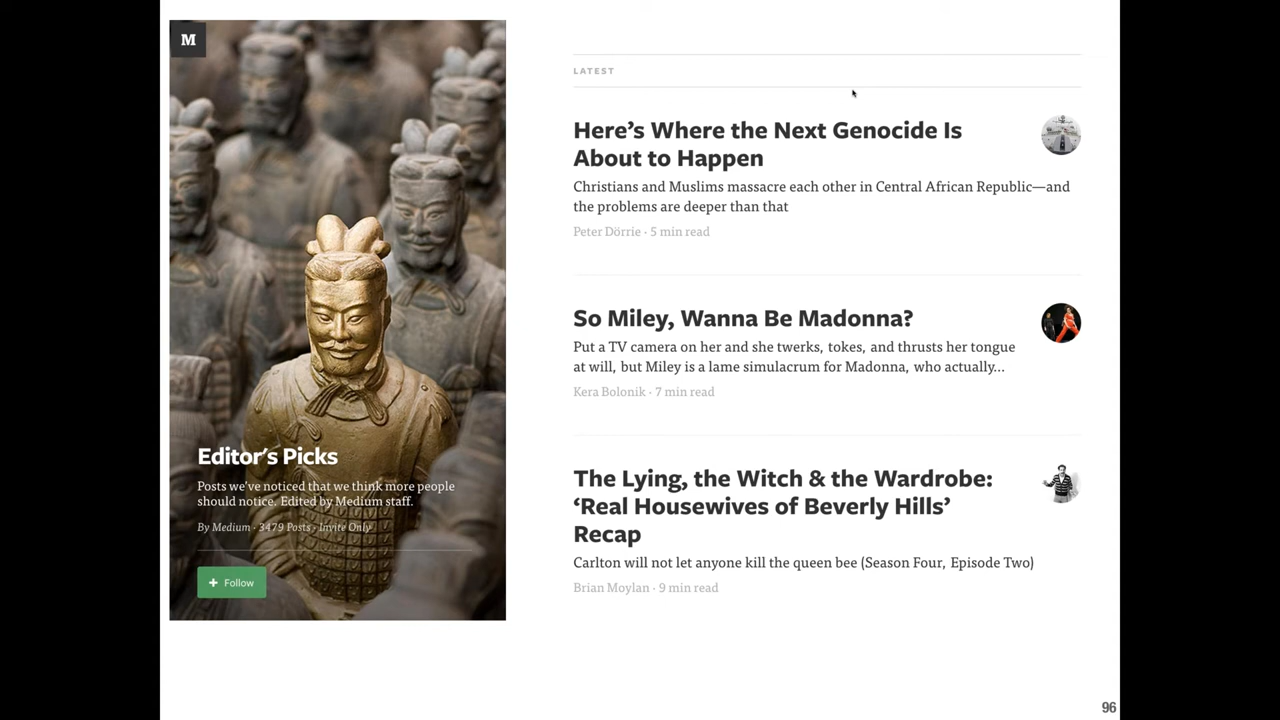 M
Editor's Picks
Posts we've noticed that we think more people
should notice. Edited by Medium staff.
By Medium · 3479 Posts · Invite Only
+ Follow
LATEST
Here's Where the Next Genocide Is
About to Happen
Christians and Muslims massacre each other in Central African Republic—and
the problems are deeper than that
Peter Dörrie · 5 min read
So Miley, Wanna Be Madonna?
Put a TV camera on her and she twerks, tokes, and thrusts her tongue
at will, but Miley is a lame simulacrum for Madonna, who actually...
Kera Bolonik · 7 min read
The Lying, the Witch & the Wardrobe:
‘Real Housewives of Beverly Hills’
Recap
Carlton will not let anyone kill the queen bee (Season Four, Episode Two)
Brian Moylan · 9 min read
96